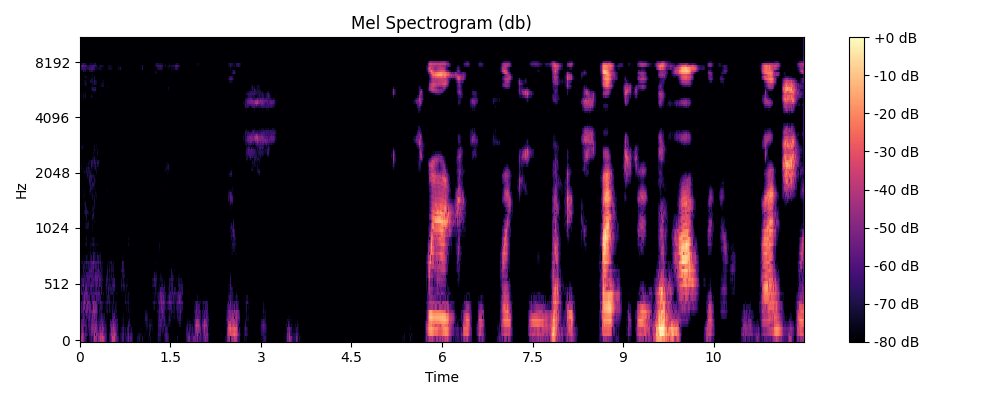 Mel Spectrogram (db)
8192
4096
2048
1024
512
0
Hz
0 1.5 3 4.5 6 7.5 9 10
Time
+0 dB
-10 dB
-20 dB
-30 dB
-40 dB
-50 dB
-60 dB
-70 dB
-80 dB